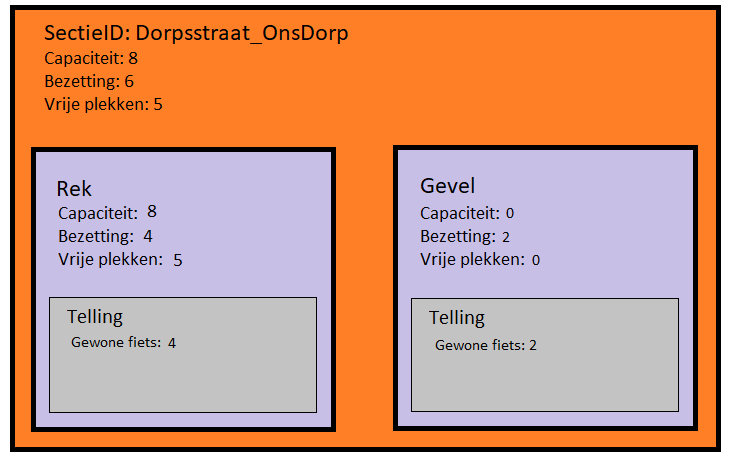 SectieID: Dorpsstraat_OnsDorp
Capaciteit: 8
Bezetting: 6
Vrije plekken: 5
Rek
Capaciteit: 8
Bezetting: 4
Vrije plekken: 5
Telling
Gewone fiets: 4
Gevel
Capaciteit: 0
Bezetting: 2
Vrije plekken: 0
Telling
Gewone fiets: 2